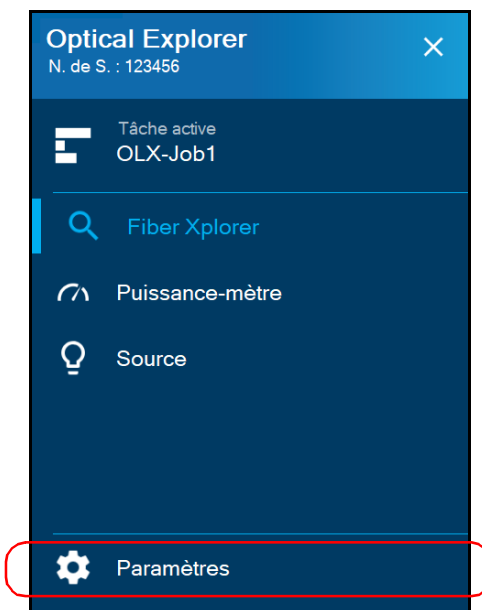 Optical Explorer
N. de S. : 123456
Tâche active
OLX-Job1
Fiber Xplorer
Puissance-mètre
Source
Paramètres